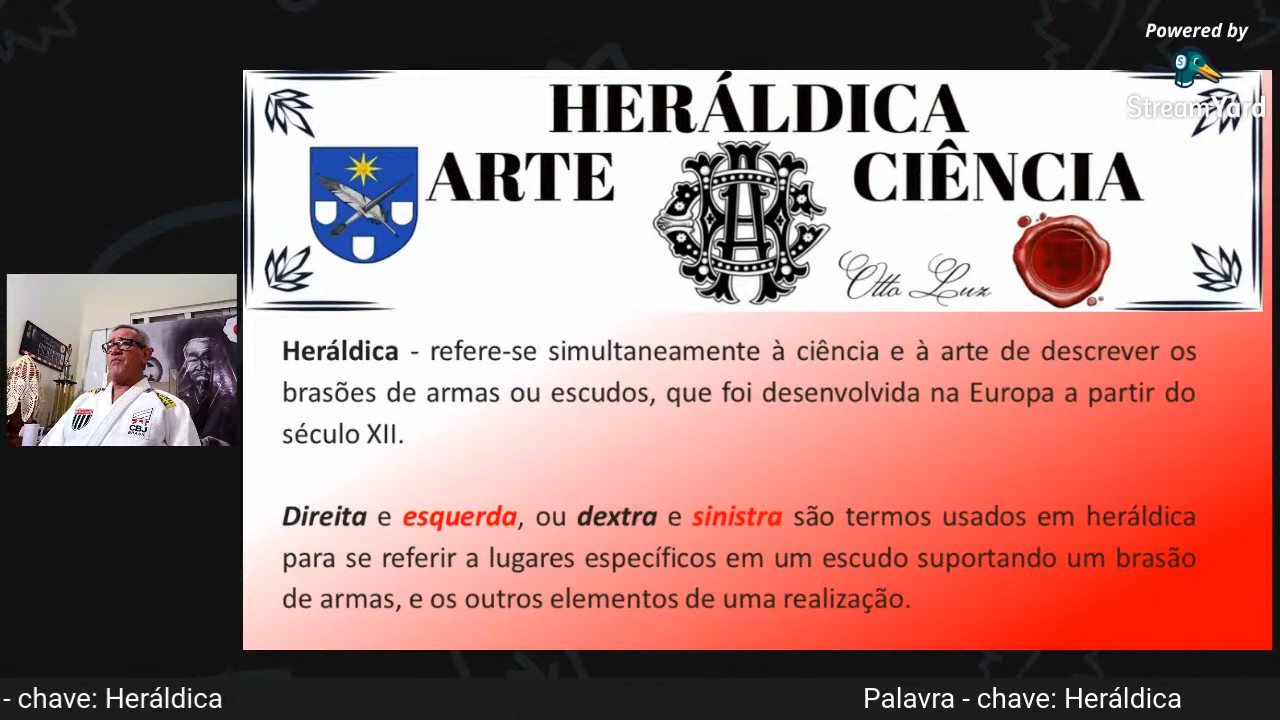 Powered by
StreamYard
HERÁLDICA
ARTE
CIÊNCIA
Otto Luz
Heráldica - refere-se simultaneamente à ciência e à arte de descrever os
brasões de armas ou escudos, que foi desenvolvida na Europa a partir do
século XII.
Direita e esquerda, ou dextra e sinistra são termos usados em heráldica
para se referir a lugares específicos em um escudo suportando um brasão
de armas, e os outros elementos de uma realização.
CBJ
- chave: Heráldica
Palavra - chave: Heráldica